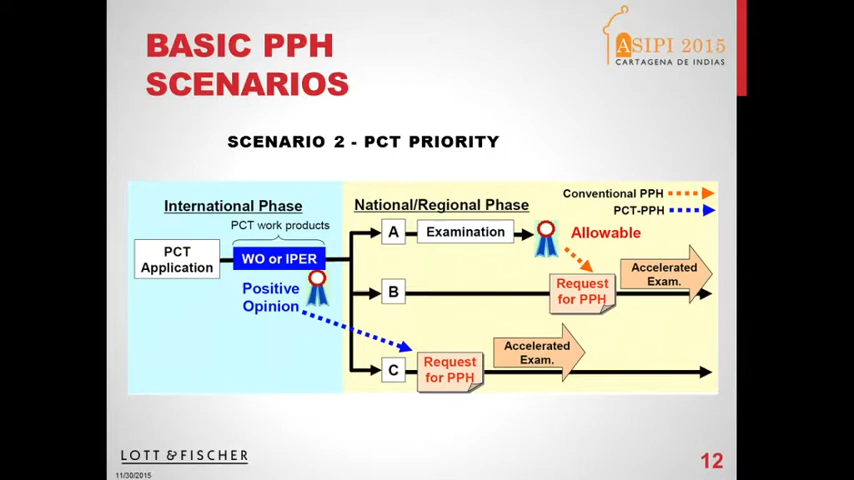 BASIC PPH
SCENARIOS
ASIPI 2015
CARTAGENA DE INDIAS
SCENARIO 2 - PCT PRIORITY
International Phase
National/Regional Phase
Conventional PPH
PCT-PPH
PCT work products
PCT
Application
WO or IPER
Positive
Opinion
A
Examination
Allowable
B
Request
for PPH
Accelerated
Exam.
C
Request
for PPH
Accelerated
Exam.
LOTT & FISCHER
11/30/2015
12